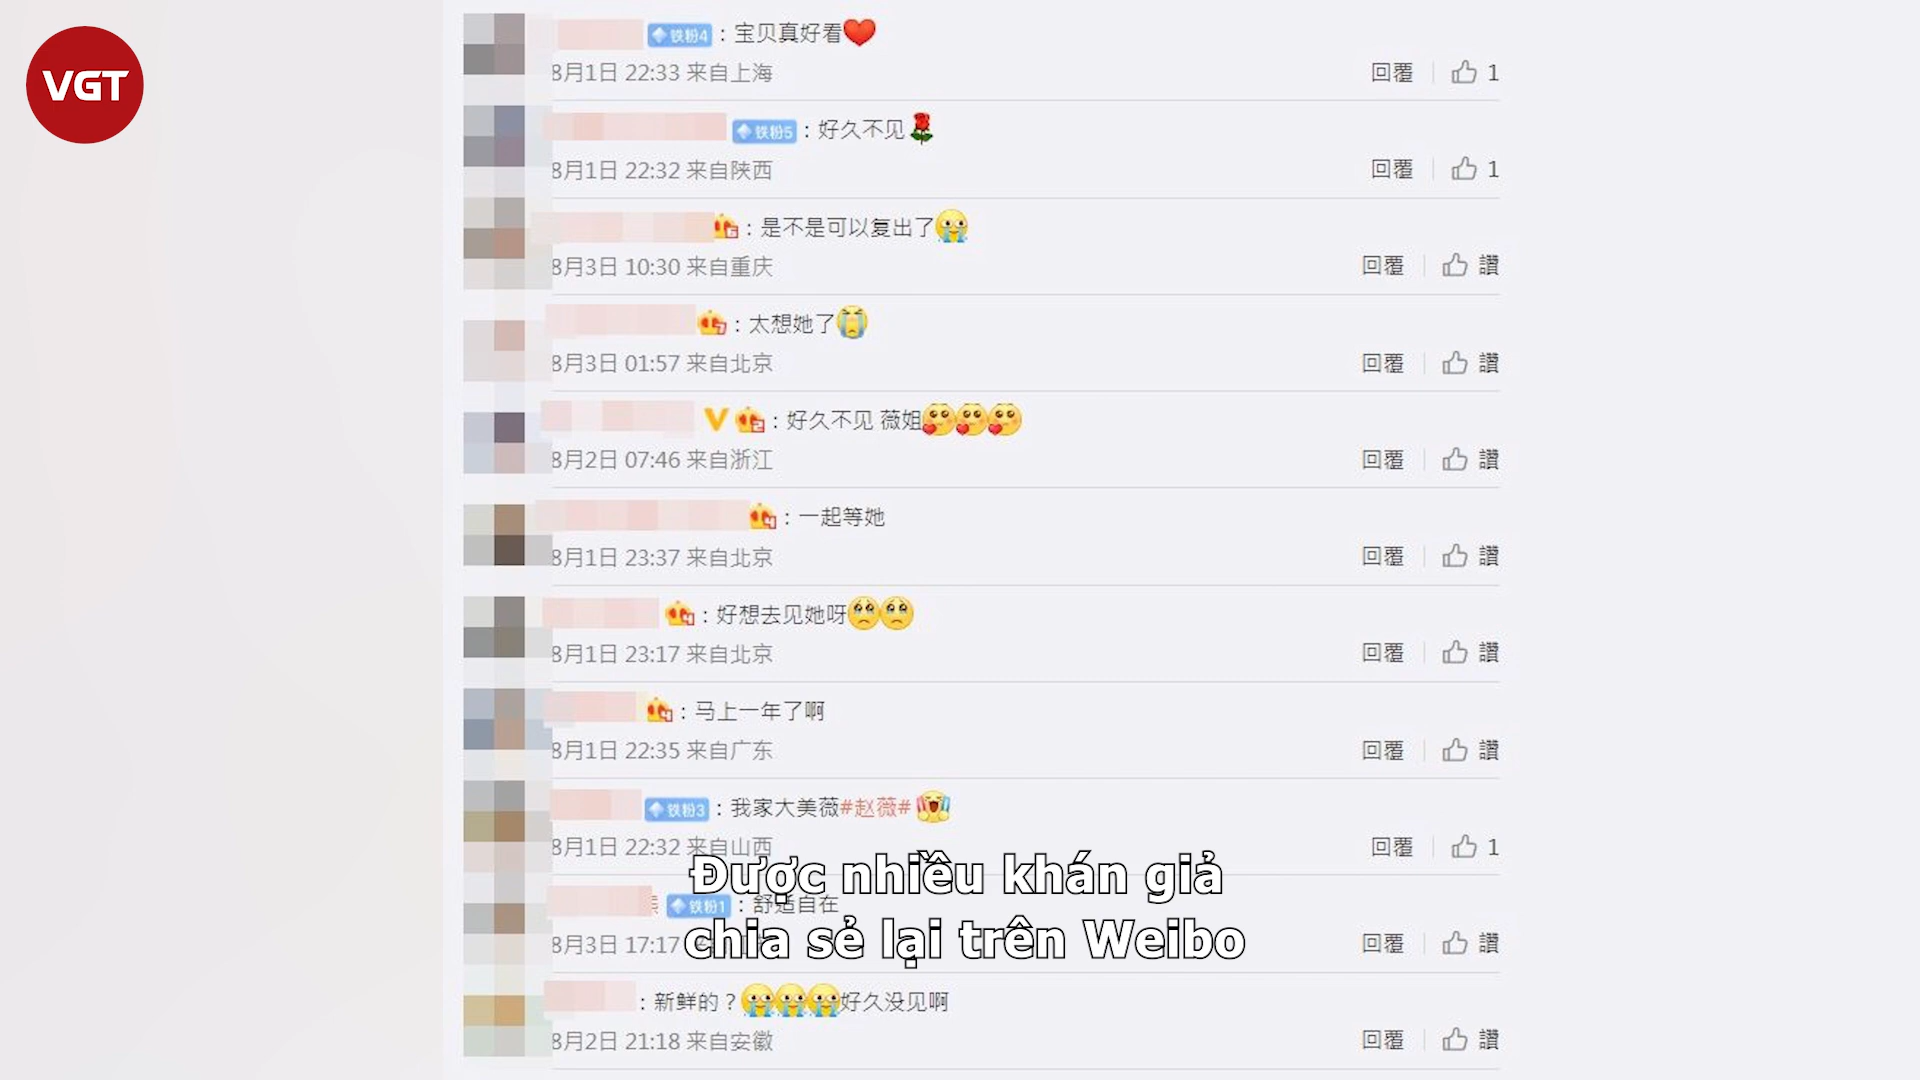 VGT
铁粉4：宝贝真好看
8月1日 22:33 来自上海 回覆 1
铁粉5：好久不见
8月1日 22:32 来自陕西 回覆 1
6：是不是可以复出了
8月3日 10:30 来自重庆 回覆 讚
7：太想她了
8月3日 01:57 来自北京 回覆 讚
V 2：好久不见 薇姐
8月2日 07:46 来自浙江 回覆 讚
4：一起等她
8月1日 23:37 来自北京 回覆 讚
4：好想去见她呀
8月1日 23:17 来自北京 回覆 讚
4：马上一年了啊
8月1日 22:35 来自广东 回覆 讚
铁粉3：我家大美薇#赵薇#
8月1日 22:32 来自山西 回覆 1
Được nhiều khán giả
铁粉1：舒适自在
chia sẻ lại trên Weibo
8月3日 17:17 回覆 讚
：新鲜的？好久没见啊
8月2日 21:18 来自安徽 回覆 讚